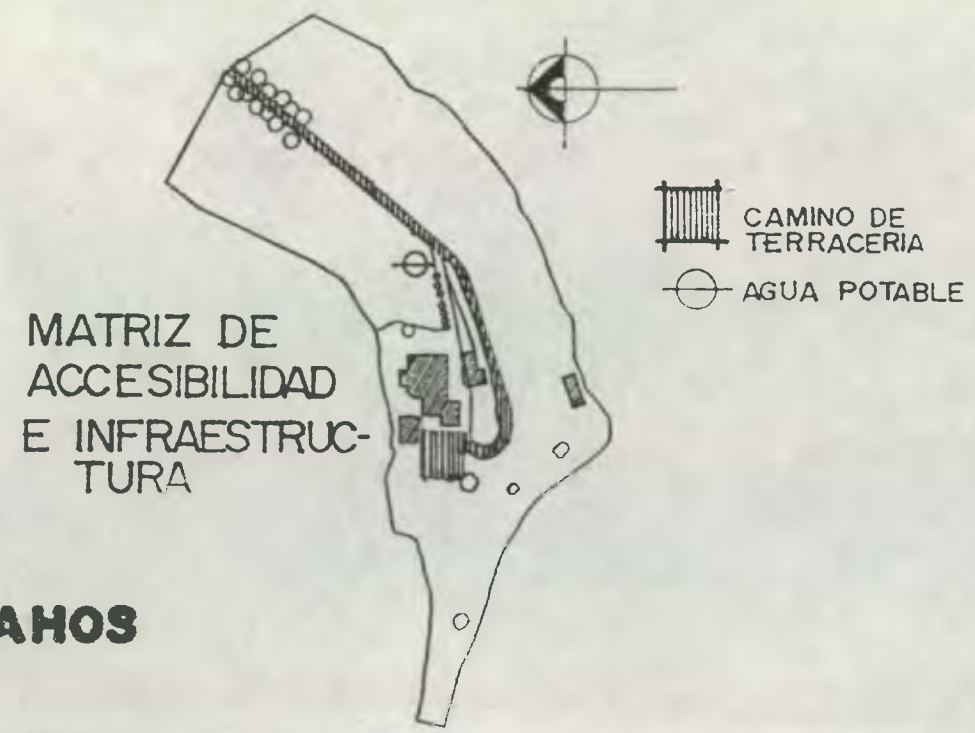 CAMINO DE
TERRACERIA
AGUA POTABLE
MATRIZ DE
ACCESIBILIDAD
E INFRAESTRUC-
TURA
AHOS